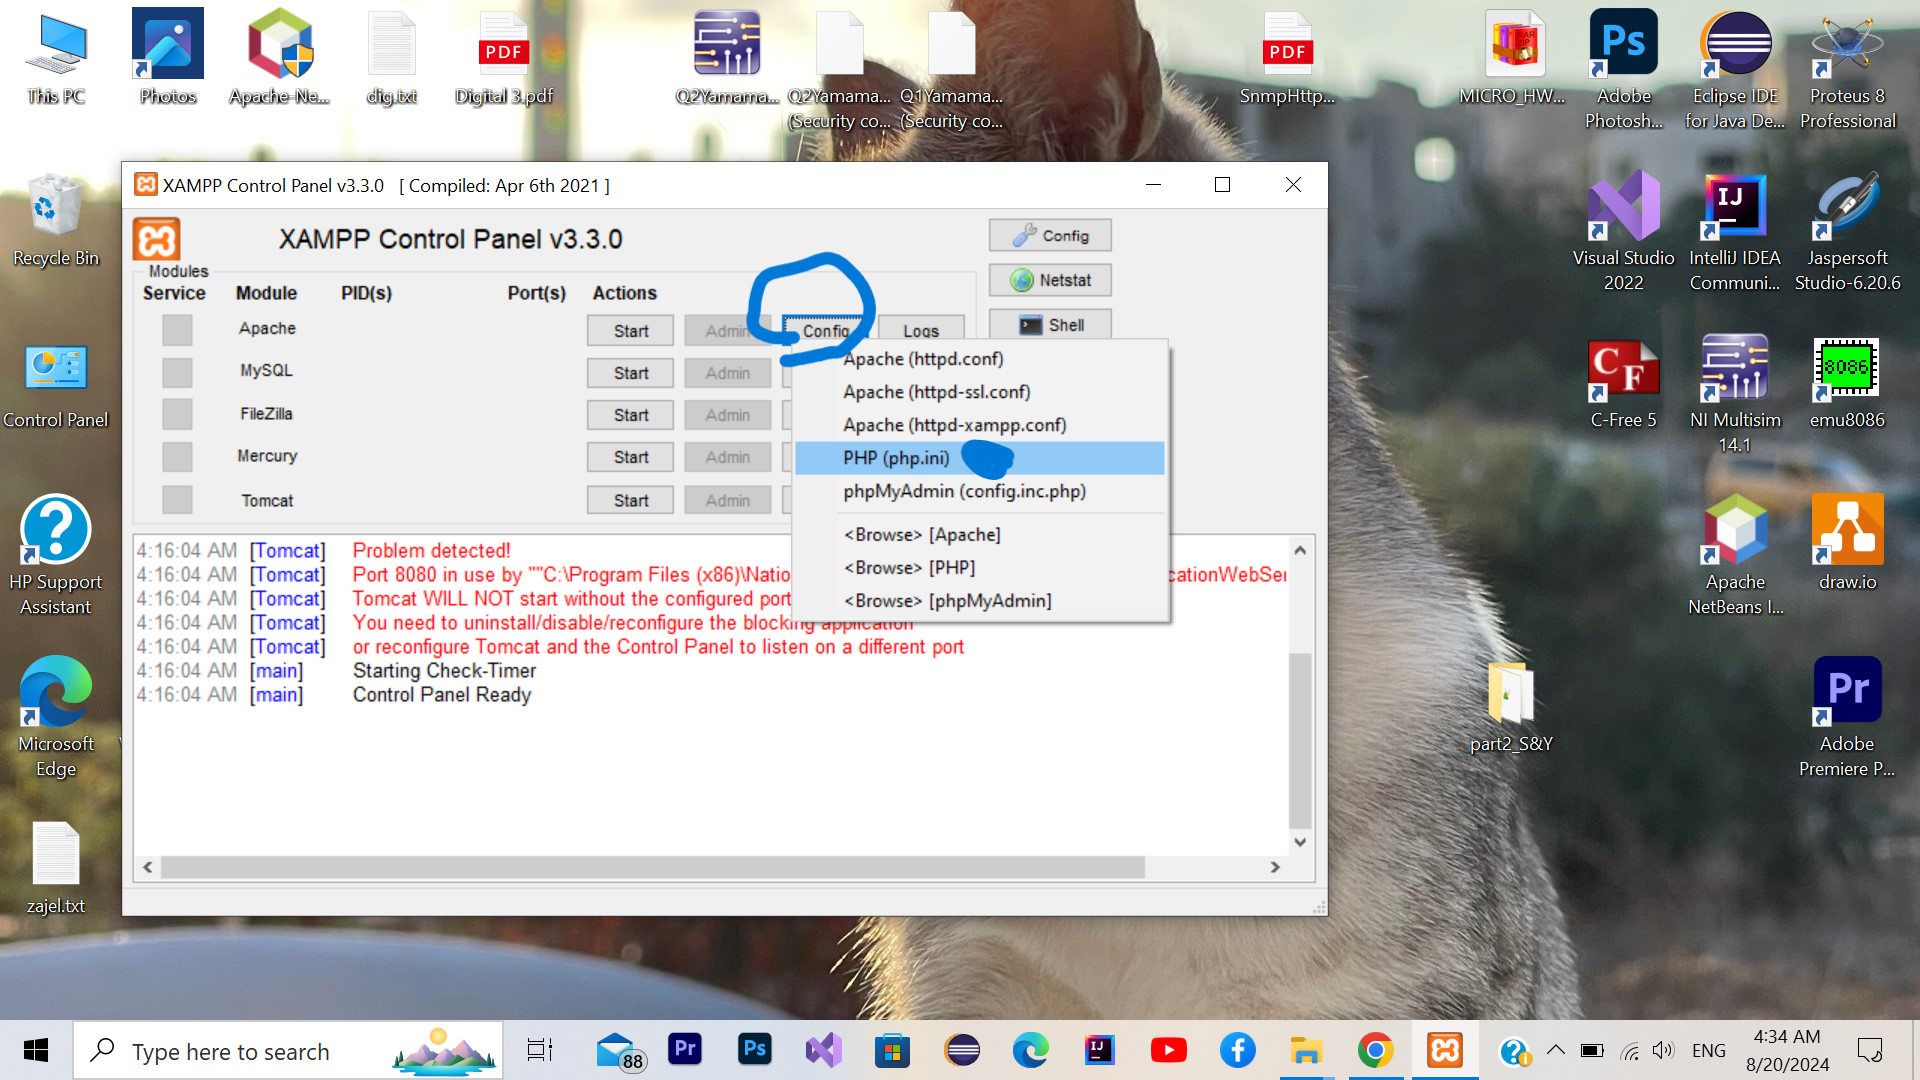 This PC
Photos
Apache-Ne...
dig.txt
PDF
Digital 3.pdf
Q2Yamama...
Q2Yamama...
(Security co...
Q1Yamama...
(Security co...
PDF
SnmpHttp...
MICRO_HW...
Ps
Adobe
Photosh...
Eclipse IDE
for Java De...
Proteus 8
Professional
Recycle Bin
Control Panel
HP Support
Assistant
Microsoft
Edge
zajel.txt
Visual Studio
2022
IJ
IntelliJ IDEA
Communi...
Jaspersoft
Studio-6.20.6
C F
C-Free 5
NI Multisim
14.1
8086
emu8086
Apache
NetBeans I...
draw.io
part2_S&Y
Pr
Adobe
Premiere P...
XAMPP Control Panel v3.3.0 [ Compiled: Apr 6th 2021 ]
XAMPP Control Panel v3.3.0
Config
Netstat
Shell
Modules
Service Module PID(s) Port(s) Actions
Apache Start Admin Config Logs
MySQL Start Admin
FileZilla Start Admin
Mercury Start Admin
Tomcat Start Admin
Apache (httpd.conf)
Apache (httpd-ssl.conf)
Apache (httpd-xampp.conf)
PHP (php.ini)
phpMyAdmin (config.inc.php)
<Browse> [Apache]
<Browse> [PHP]
<Browse> [phpMyAdmin]
4:16:04 AM [Tomcat] Problem detected!
4:16:04 AM [Tomcat] Port 8080 in use by ""C:\Program Files (x86)\Natio cationWebSer
4:16:04 AM [Tomcat] Tomcat WILL NOT start without the configured port
4:16:04 AM [Tomcat] You need to uninstall/disable/reconfigure the blocking application
4:16:04 AM [Tomcat] or reconfigure Tomcat and the Control Panel to listen on a different port
4:16:04 AM [main] Starting Check-Timer
4:16:04 AM [main] Control Panel Ready
Type here to search
88
Pr
Ps
IJ
ENG
4:34 AM
8/20/2024